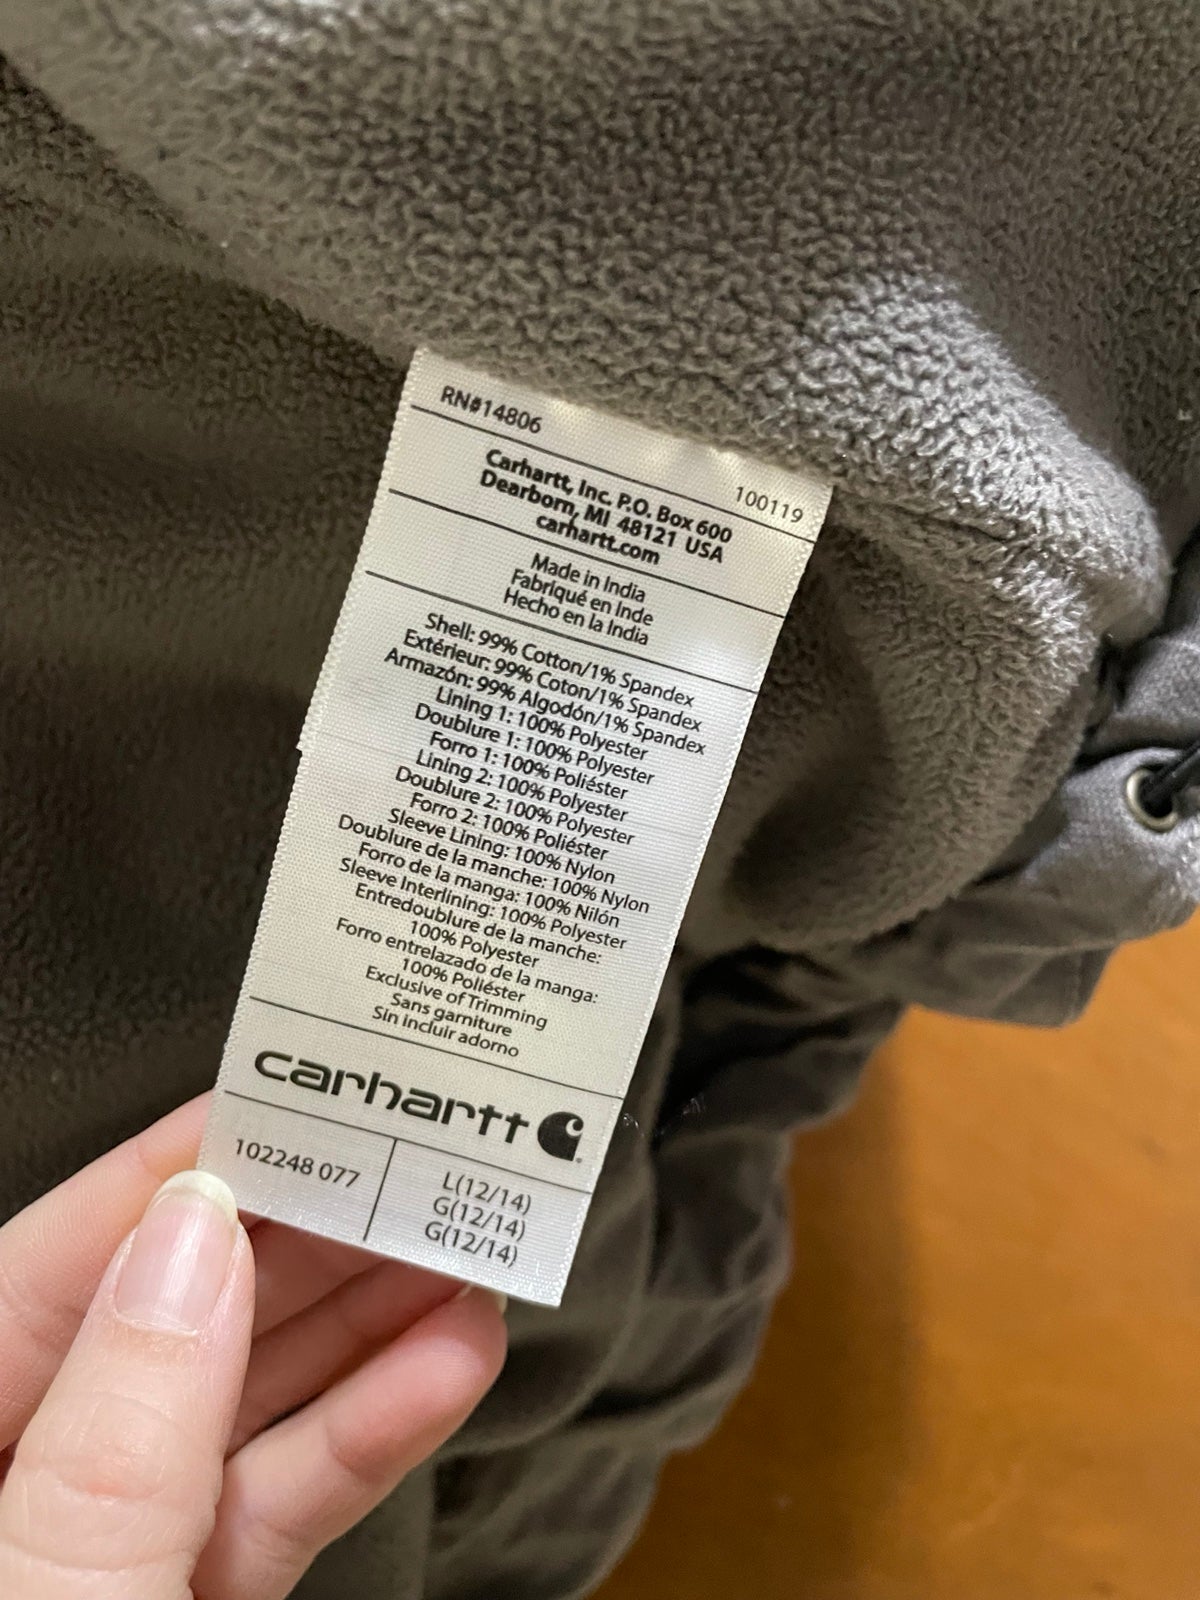 RN#14806
100119
Carhartt, Inc. P.O. Box 600
Dearborn, MI 48121 USA
carhartt.com
Made in India
Fabriqué en Inde
Hecho en la India
Shell: 99% Cotton/1% Spandex
Extérieur: 99% Coton/1% Spandex
Armazón: 99% Algodón/1% Spandex
Lining 1: 100% Polyester
Doublure 1: 100% Polyester
Forro 1: 100% Poliéster
Lining 2: 100% Polyester
Doublure 2: 100% Polyester
Forro 2: 100% Poliéster
Sleeve Lining: 100% Nylon
Doublure de la manche: 100% Nylon
Forro de la manga: 100% Nilón
Sleeve Interlining: 100% Polyester
Entredoublure de la manche:
100% Polyester
Forro entrelazado de la manga:
100% Poliéster
Exclusive of Trimming
Sans garniture
Sin incluir adorno
carhartt
102248 077
L(12/14)
G(12/14)
G(12/14)